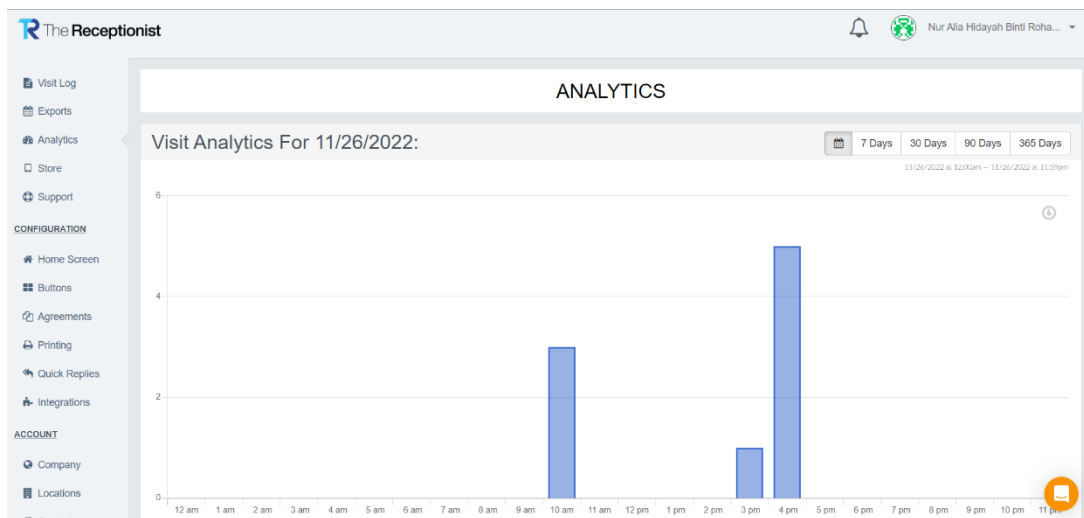 The Receptionist
Nur Alia Hidayah Binti Roha...
Visit Log
Exports
Analytics
Store
Support
CONFIGURATION
Home Screen
Buttons
Agreements
Printing
Quick Replies
Integrations
ACCOUNT
Company
Locations
ANALYTICS
Visit Analytics For 11/26/2022:
7 Days 30 Days 90 Days 365 Days
11/26/2022 at 12:00am — 11/26/2022 at 11:59pm
6
4
2
0
12 am 1 am 2 am 3 am 4 am 5 am 6 am 7 am 8 am 9 am 10 am 11 am 12 pm 1 pm 2 pm 3 pm 4 pm 5 pm 6 pm 7 pm 8 pm 9 pm 10 pm 11 pm